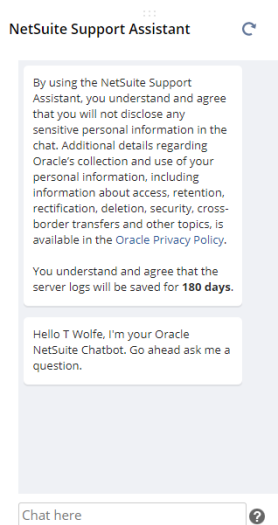 NetSuite Support Assistant
By using the NetSuite Support
Assistant, you understand and agree
that you will not disclose any
sensitive personal information in the
chat. Additional details regarding
Oracle’s collection and use of your
personal information, including
information about access, retention,
rectification, deletion, security, cross-
border transfers and other topics, is
available in the Oracle Privacy Policy.
You understand and agree that the
server logs will be saved for 180 days.
Hello T Wolfe, I'm your Oracle
NetSuite Chatbot. Go ahead ask me a
question.
Chat here
?